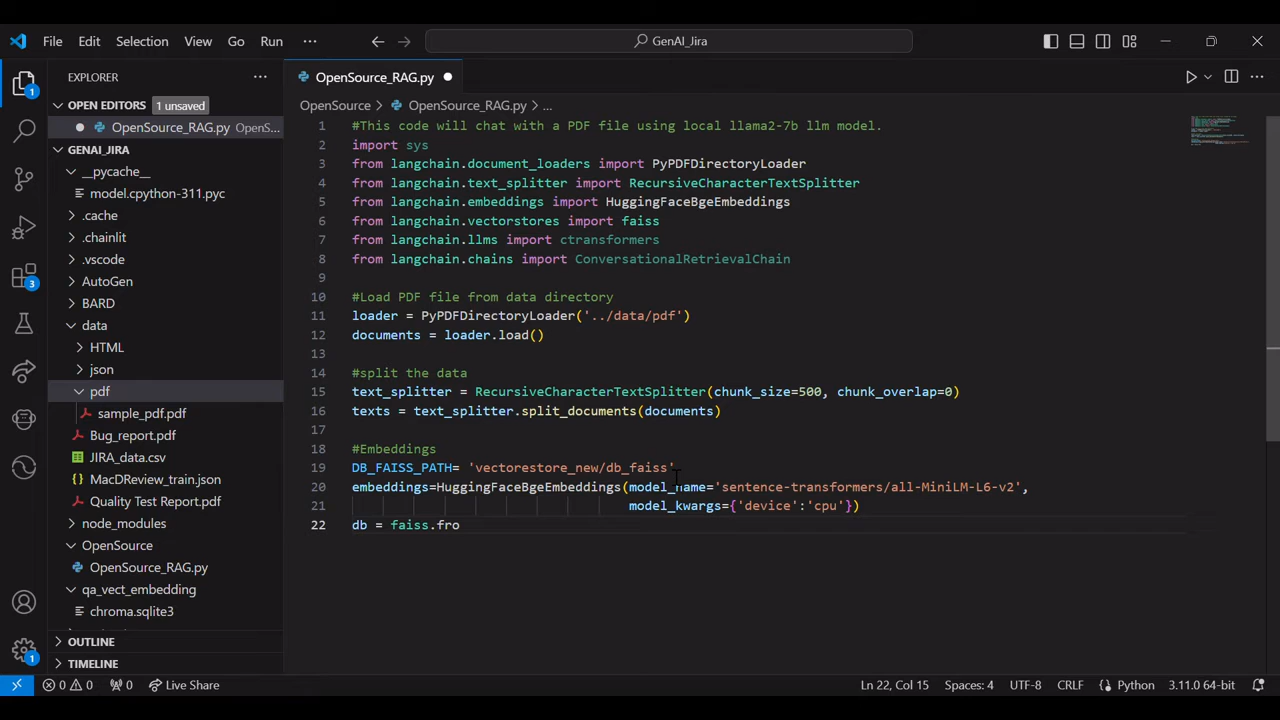 File Edit Selection View Go Run ··· GenAI_Jira
EXPLORER ···
OPEN EDITORS 1 unsaved
OpenSource_RAG.py OpenS...
GENAI_JIRA
__pycache__
model.cpython-311.pyc
.cache
.chainlit
.vscode
AutoGen
BARD
data
HTML
json
pdf
sample_pdf.pdf
Bug_report.pdf
JIRA_data.csv
MacDReview_train.json
Quality Test Report.pdf
node_modules
OpenSource
OpenSource_RAG.py
qa_vect_embedding
chroma.sqlite3
OUTLINE
TIMELINE
1
3
1
OpenSource_RAG.py
OpenSource > OpenSource_RAG.py > ...
1 #This code will chat with a PDF file using local llama2-7b llm model.
2 import sys
3 from langchain.document_loaders import PyPDFDirectoryLoader
4 from langchain.text_splitter import RecursiveCharacterTextSplitter
5 from langchain.embeddings import HuggingFaceBgeEmbeddings
6 from langchain.vectorstores import faiss
7 from langchain.llms import ctransformers
8 from langchain.chains import ConversationalRetrievalChain
9
10 #Load PDF file from data directory
11 loader = PyPDFDirectoryLoader('../data/pdf')
12 documents = loader.load()
13
14 #split the data
15 text_splitter = RecursiveCharacterTextSplitter(chunk_size=500, chunk_overlap=0)
16 texts = text_splitter.split_documents(documents)
17
18 #Embeddings
19 DB_FAISS_PATH= 'vectorestore_new/db_faiss'
20 embeddings=HuggingFaceBgeEmbeddings(model_name='sentence-transformers/all-MiniLM-L6-v2',
21 model_kwargs={'device':'cpu'})
22 db = faiss.fro
0 0 0 Live Share Ln 22, Col 15 Spaces: 4 UTF-8 CRLF Python 3.11.0 64-bit